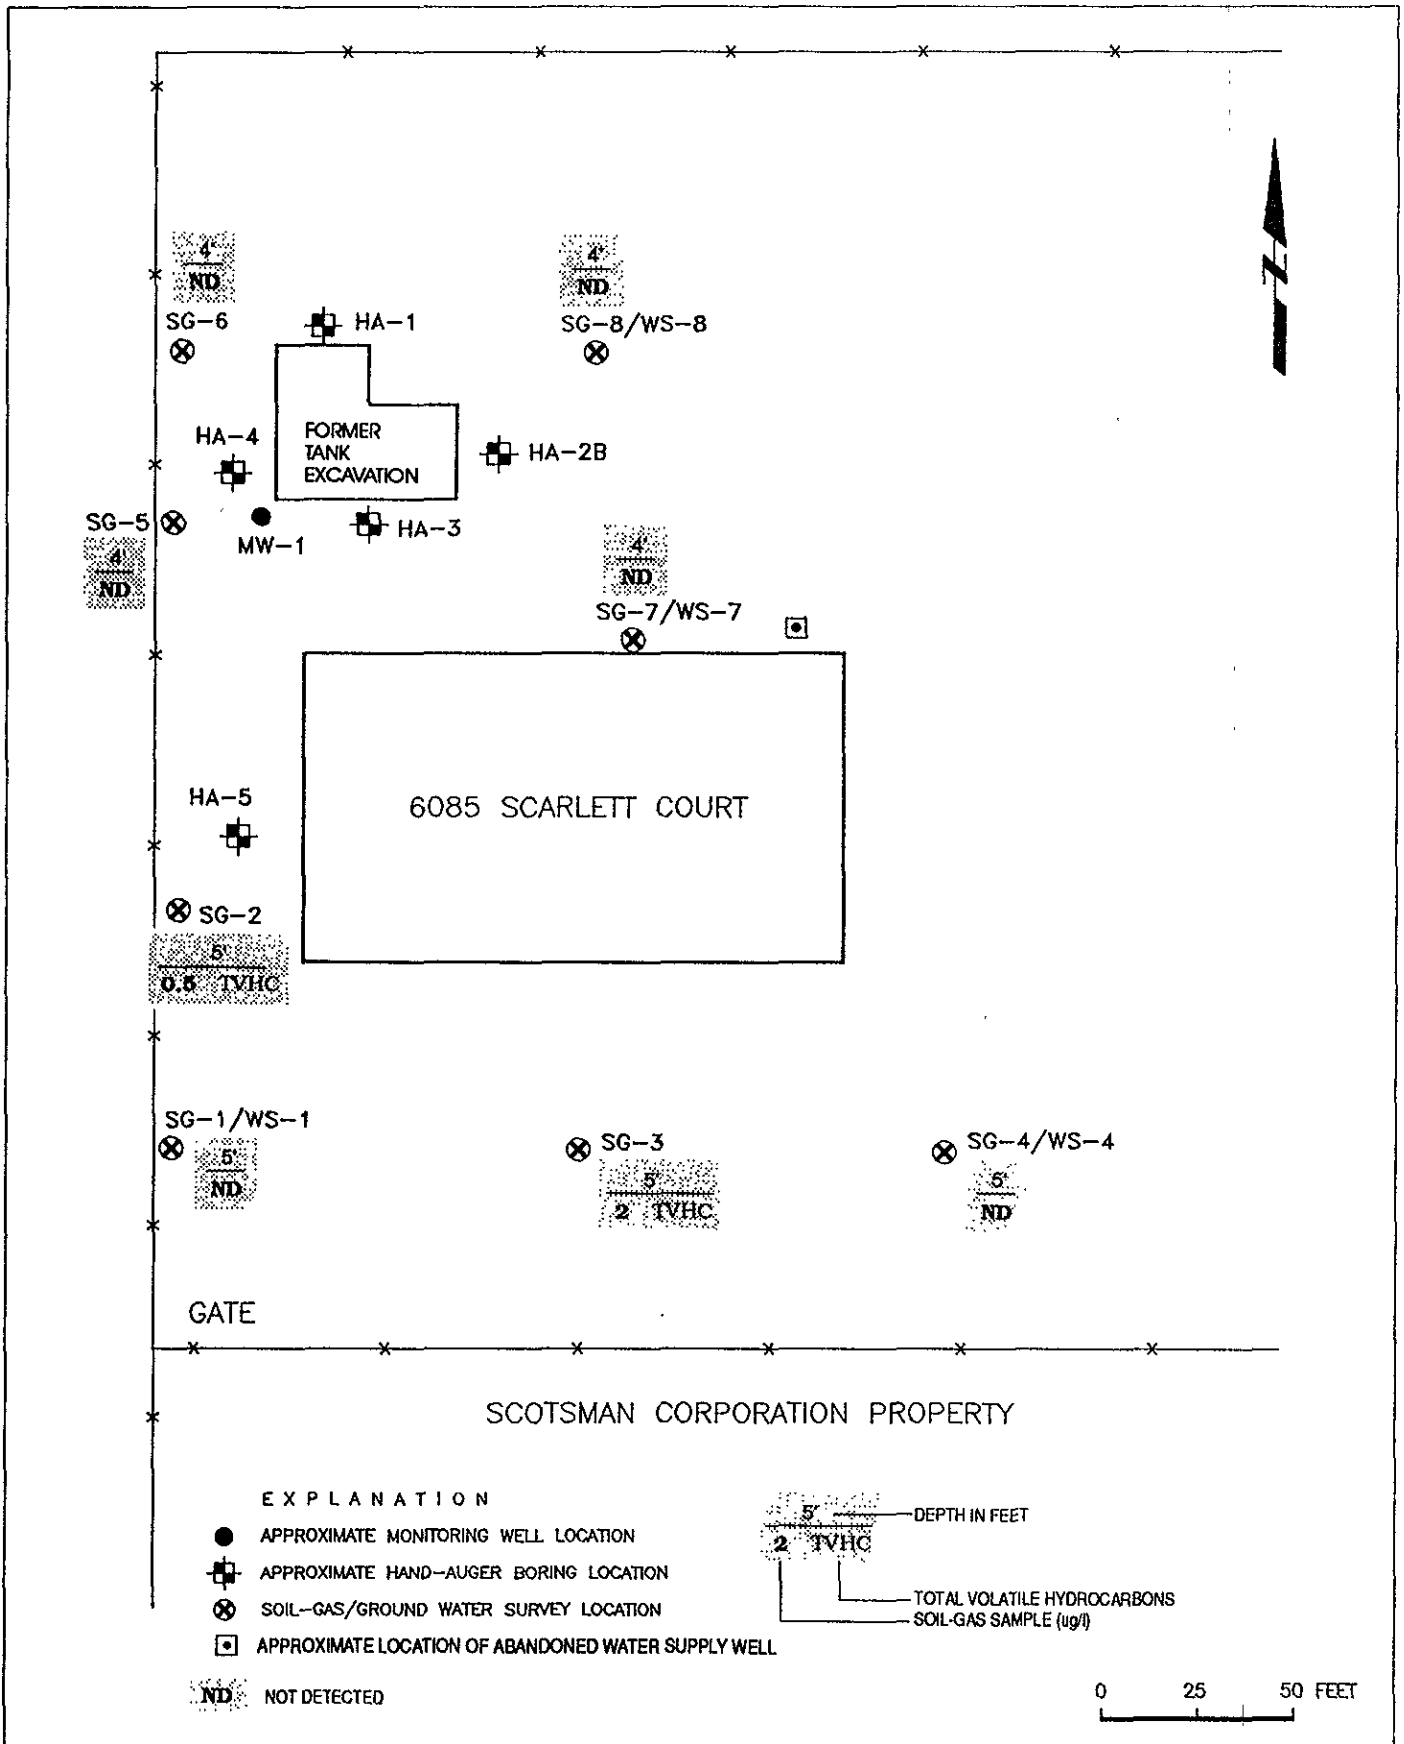 4'
ND
SG-6
HA-1
4'
ND
SG-8/WS-8
N
HA-4
FORMER
TANK
EXCAVATION
HA-2B
SG-5
MW-1
HA-3
4'
ND
4'
ND
SG-7/WS-7
6085 SCARLETT COURT
HA-5
SG-2
5'
0.5 TVHC
SG-1/WS-1
5'
ND
SG-3
5'
2 TVHC
SG-4/WS-4
5'
ND
GATE
SCOTSMAN CORPORATION PROPERTY
EXPLANATION
APPROXIMATE MONITORING WELL LOCATION
APPROXIMATE HAND-AUGER BORING LOCATION
SOIL-GAS/GROUND WATER SURVEY LOCATION
APPROXIMATE LOCATION OF ABANDONED WATER SUPPLY WELL
ND NOT DETECTED
5' DEPTH IN FEET
2 TVHC
TOTAL VOLATILE HYDROCARBONS
SOIL-GAS SAMPLE (ug/l)
0 25 50 FEET